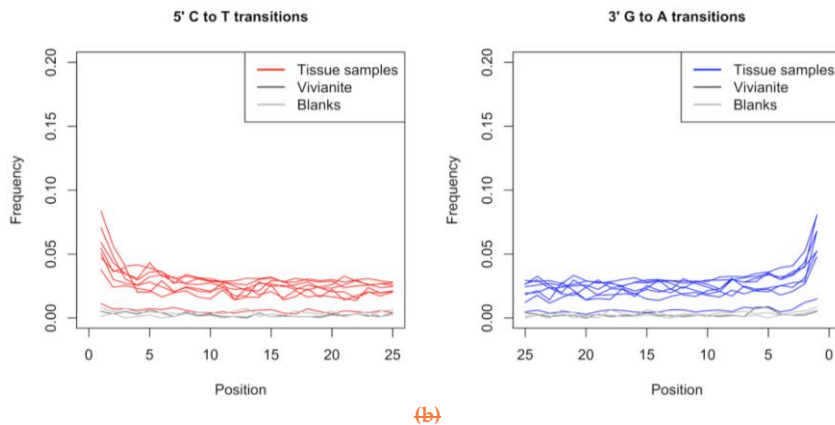 5' C to T transitions
Frequency
0.00
0.05
0.10
0.15
0.20
Tissue samples
Vivianite
Blanks
0
5
10
15
20
25
Position
3' G to A transitions
Frequency
0.00
0.05
0.10
0.15
0.20
Tissue samples
Vivianite
Blanks
25
20
15
10
5
0
Position
(b)